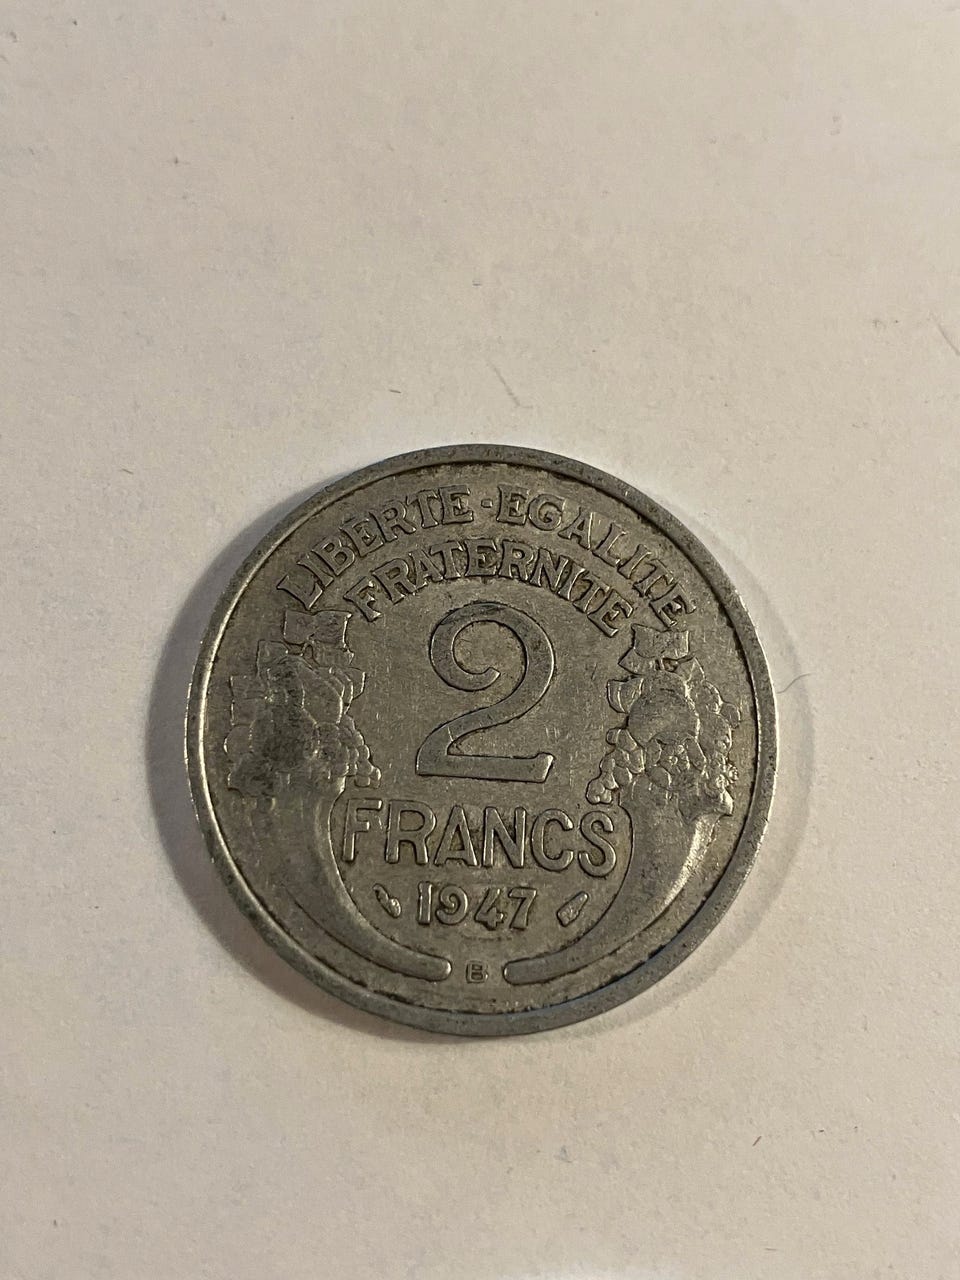 LIBERTE·EGALITE
FRATERNITE
2
FRANCS
1947
B